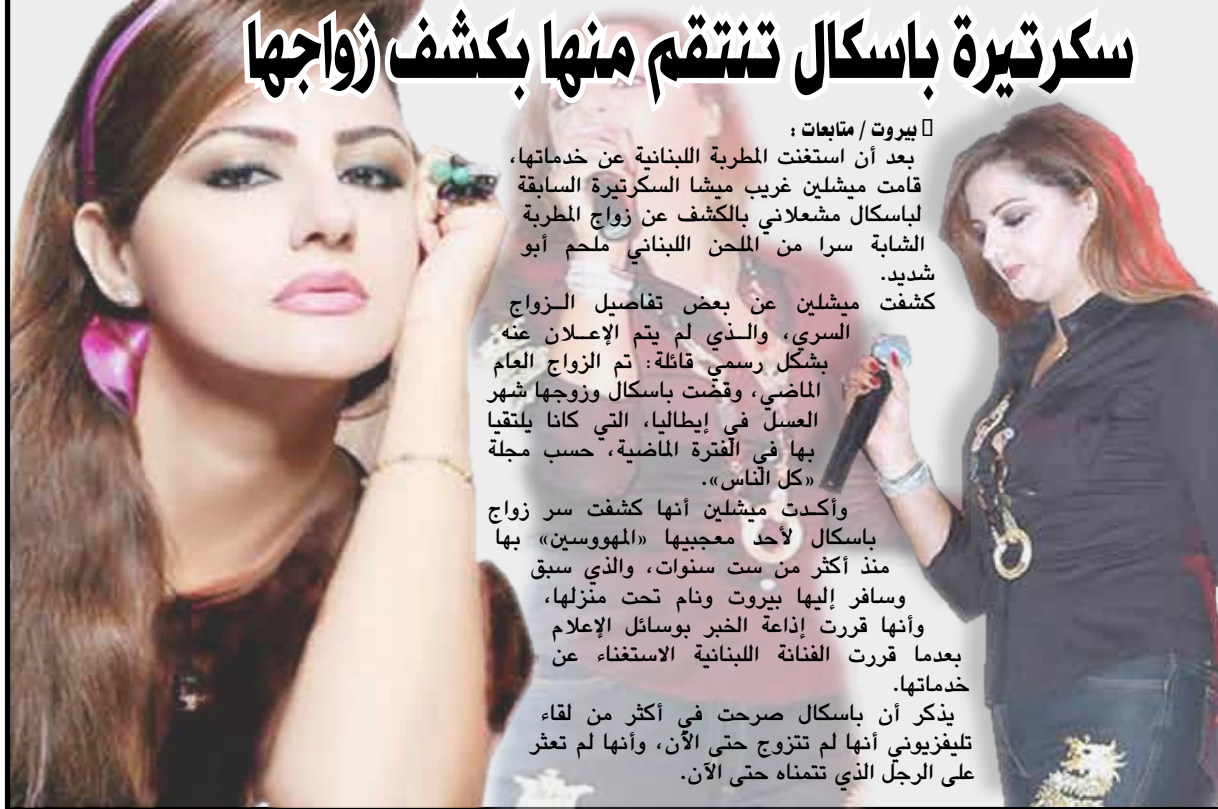 سكرتيرة باسكال تنتقم منها بكشف زواجها
بيروت / متابعات :
بعد أن استغنت المطربة اللبنانية عن خدماتها،
قامت ميشلين غريب ميشا السكرتيرة السابقة
لباسكال مشعلاني بالكشف عن زواج المطربة
الشابة سرا من الملحن اللبناني ملحم أبو
شديد.
كشفت ميشلين عن بعض تفاصيل الـزواج
السري، والـذي لم يتم الإعـلان عنه
بشكل رسمي قائلة: تم الزواج العام
الماضي، وقضت باسكال وزوجها شهر
العسل في إيطاليا، التي كانا يلتقيا
بها في الفترة الماضية، حسب مجلة
«كل الناس».
وأكـدت ميشلين أنها كشفت سر زواج
باسكال لأحد معجبيها «المهووسين» بها
منذ أكثر من ست سنوات، والذي سبق
وسافر إليها بيروت ونام تحت منزلها،
وأنها قررت إذاعة الخبر بوسائل الإعلام
بعدما قررت الفنانة اللبنانية الاستغناء عن
خدماتها.
يذكر أن باسكال صرحت في أكثر من لقاء
تليفزيوني أنها لم تتزوج حتى الآن، وأنها لم تعثر
على الرجل الذي تتمناه حتى الآن.